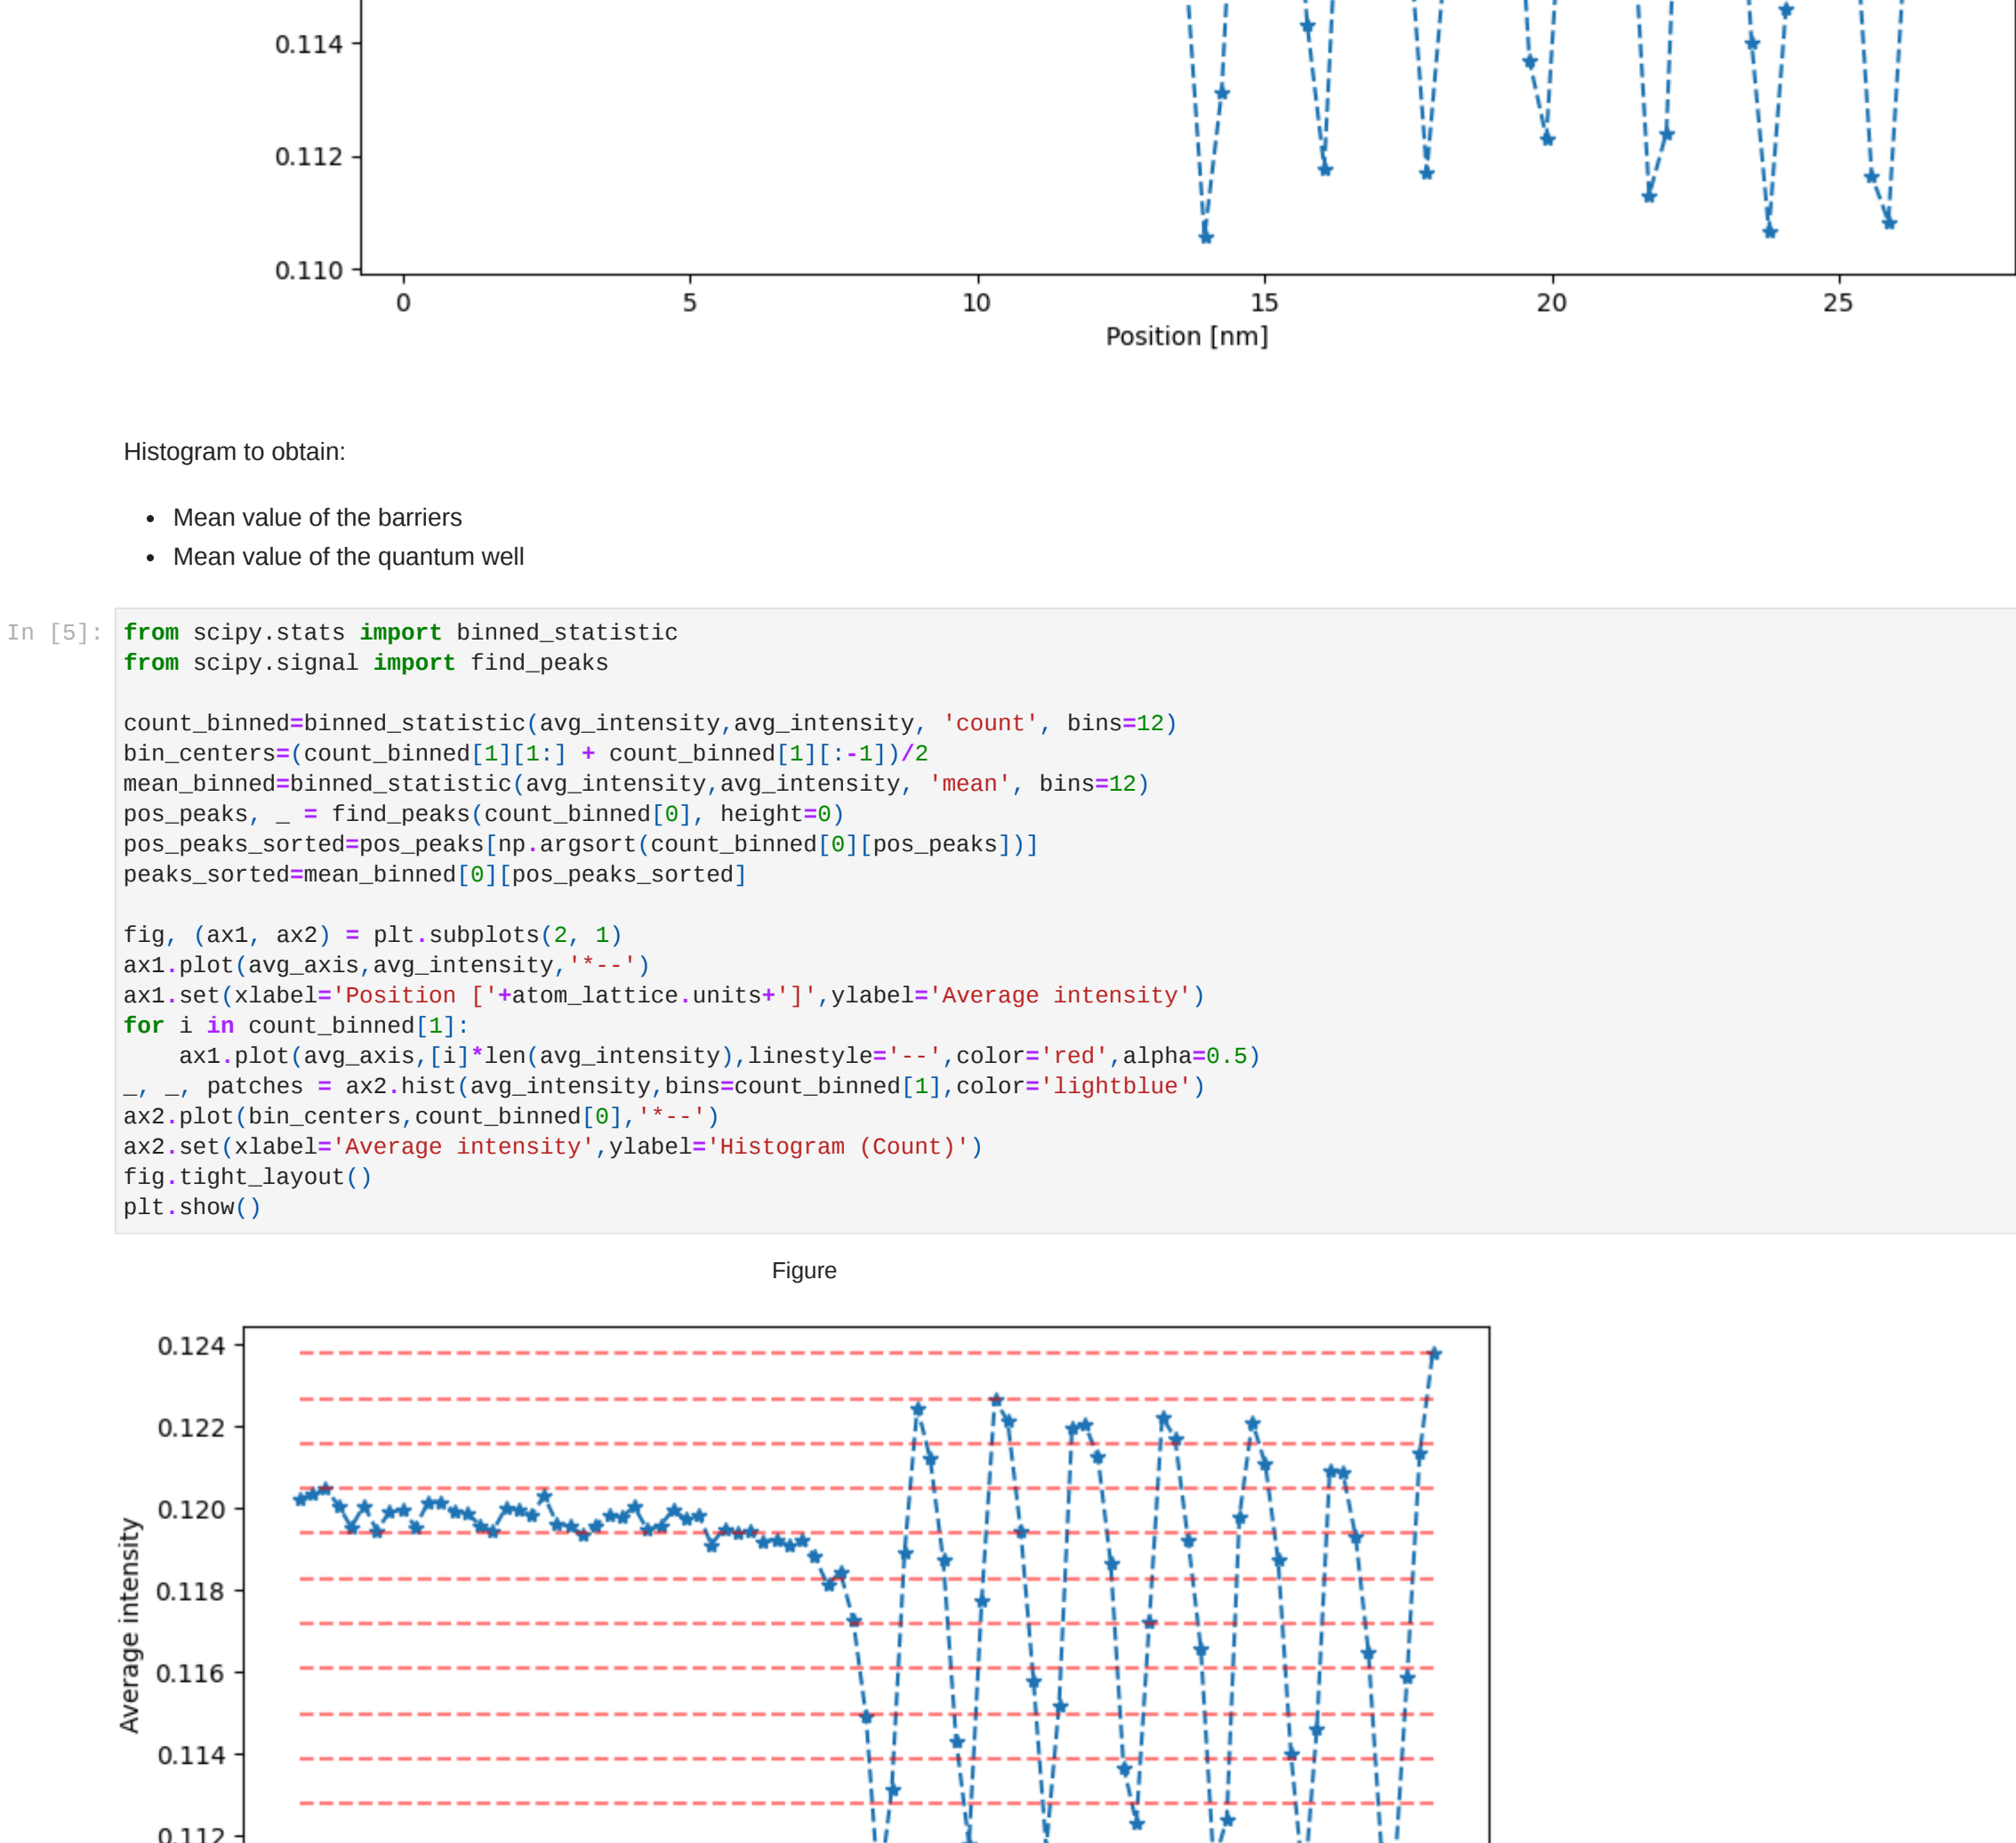 0.114
0.112
0.110
0 5 10 15 20 25
Position [nm]
Histogram to obtain:
• Mean value of the barriers
• Mean value of the quantum well
In [5]:
from scipy.stats import binned_statistic
from scipy.signal import find_peaks
count_binned=binned_statistic(avg_intensity,avg_intensity, 'count', bins=12)
bin_centers=(count_binned[1][1:] + count_binned[1][:-1])/2
mean_binned=binned_statistic(avg_intensity,avg_intensity, 'mean', bins=12)
pos_peaks, _ = find_peaks(count_binned[0], height=0)
pos_peaks_sorted=pos_peaks[np.argsort(count_binned[0][pos_peaks])]
peaks_sorted=mean_binned[0][pos_peaks_sorted]
fig, (ax1, ax2) = plt.subplots(2, 1)
ax1.plot(avg_axis,avg_intensity,'*--')
ax1.set(xlabel='Position ['+atom_lattice.units+']',ylabel='Average intensity')
for i in count_binned[1]:
    ax1.plot(avg_axis,[i]*len(avg_intensity),linestyle='--',color='red',alpha=0.5)
_, _, patches = ax2.hist(avg_intensity,bins=count_binned[1],color='lightblue')
ax2.plot(bin_centers,count_binned[0],'*--')
ax2.set(xlabel='Average intensity',ylabel='Histogram (Count)')
fig.tight_layout()
plt.show()
Figure
0.124
0.122
0.120
0.118
0.116
0.114
0.112
Average intensity